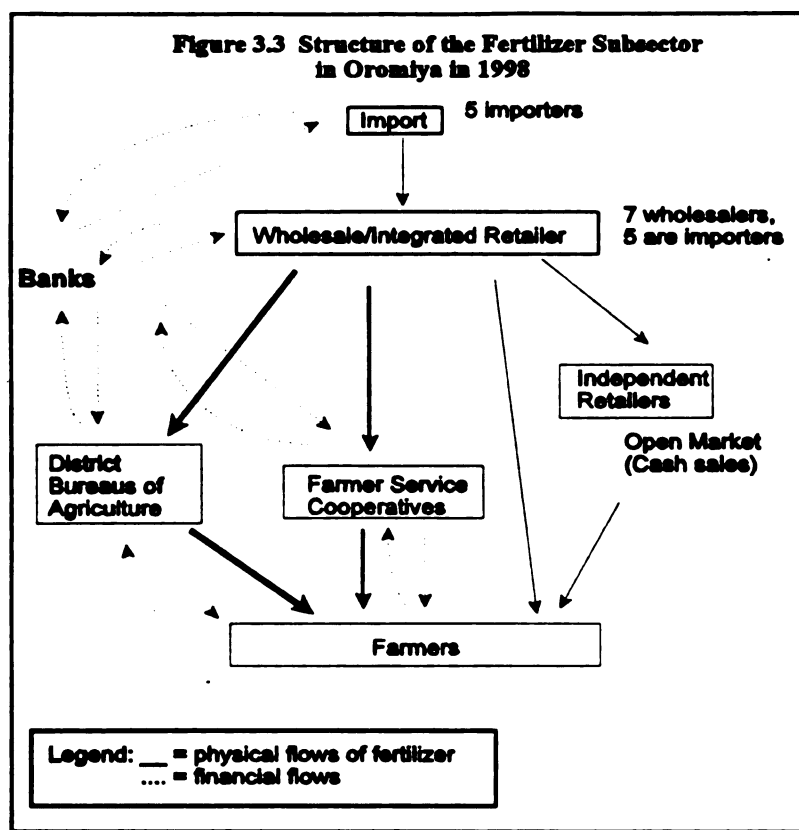 Figure 3.3 Structure of the Fertilizer Subsector
in Oromiya in 1998
Import
5 importers
Wholesale/Integrated Retailer
7 wholesalers,
5 are importers
Banks
Independent
Retailers
Open Market
(Cash sales)
District
Bureaus of
Agriculture
Farmer Service
Cooperatives
Farmers
Legend: __ = physical flows of fertilizer
.... = financial flows